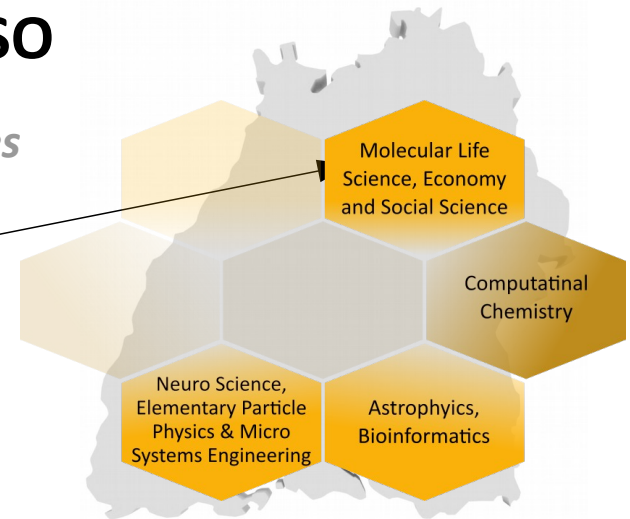 SO
s
Molecular Life
Science, Economy
and Social Science
Computatinal
Chemistry
Neuro Science,
Elementary Particle
Physics & Micro
Systems Engineering
Astrophyics,
Bioinformatics